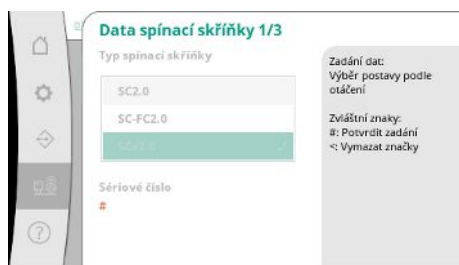 Data spínací skříňky 1/3
Typ spínací skříňky
SC2.0
SC-FC2.0
Sériové číslo
#
Zadání dat:
Výběr postavy podle
otáčení
Zvláštní znaky:
#: Potvrdit zadání
<: Vymazat značky
?